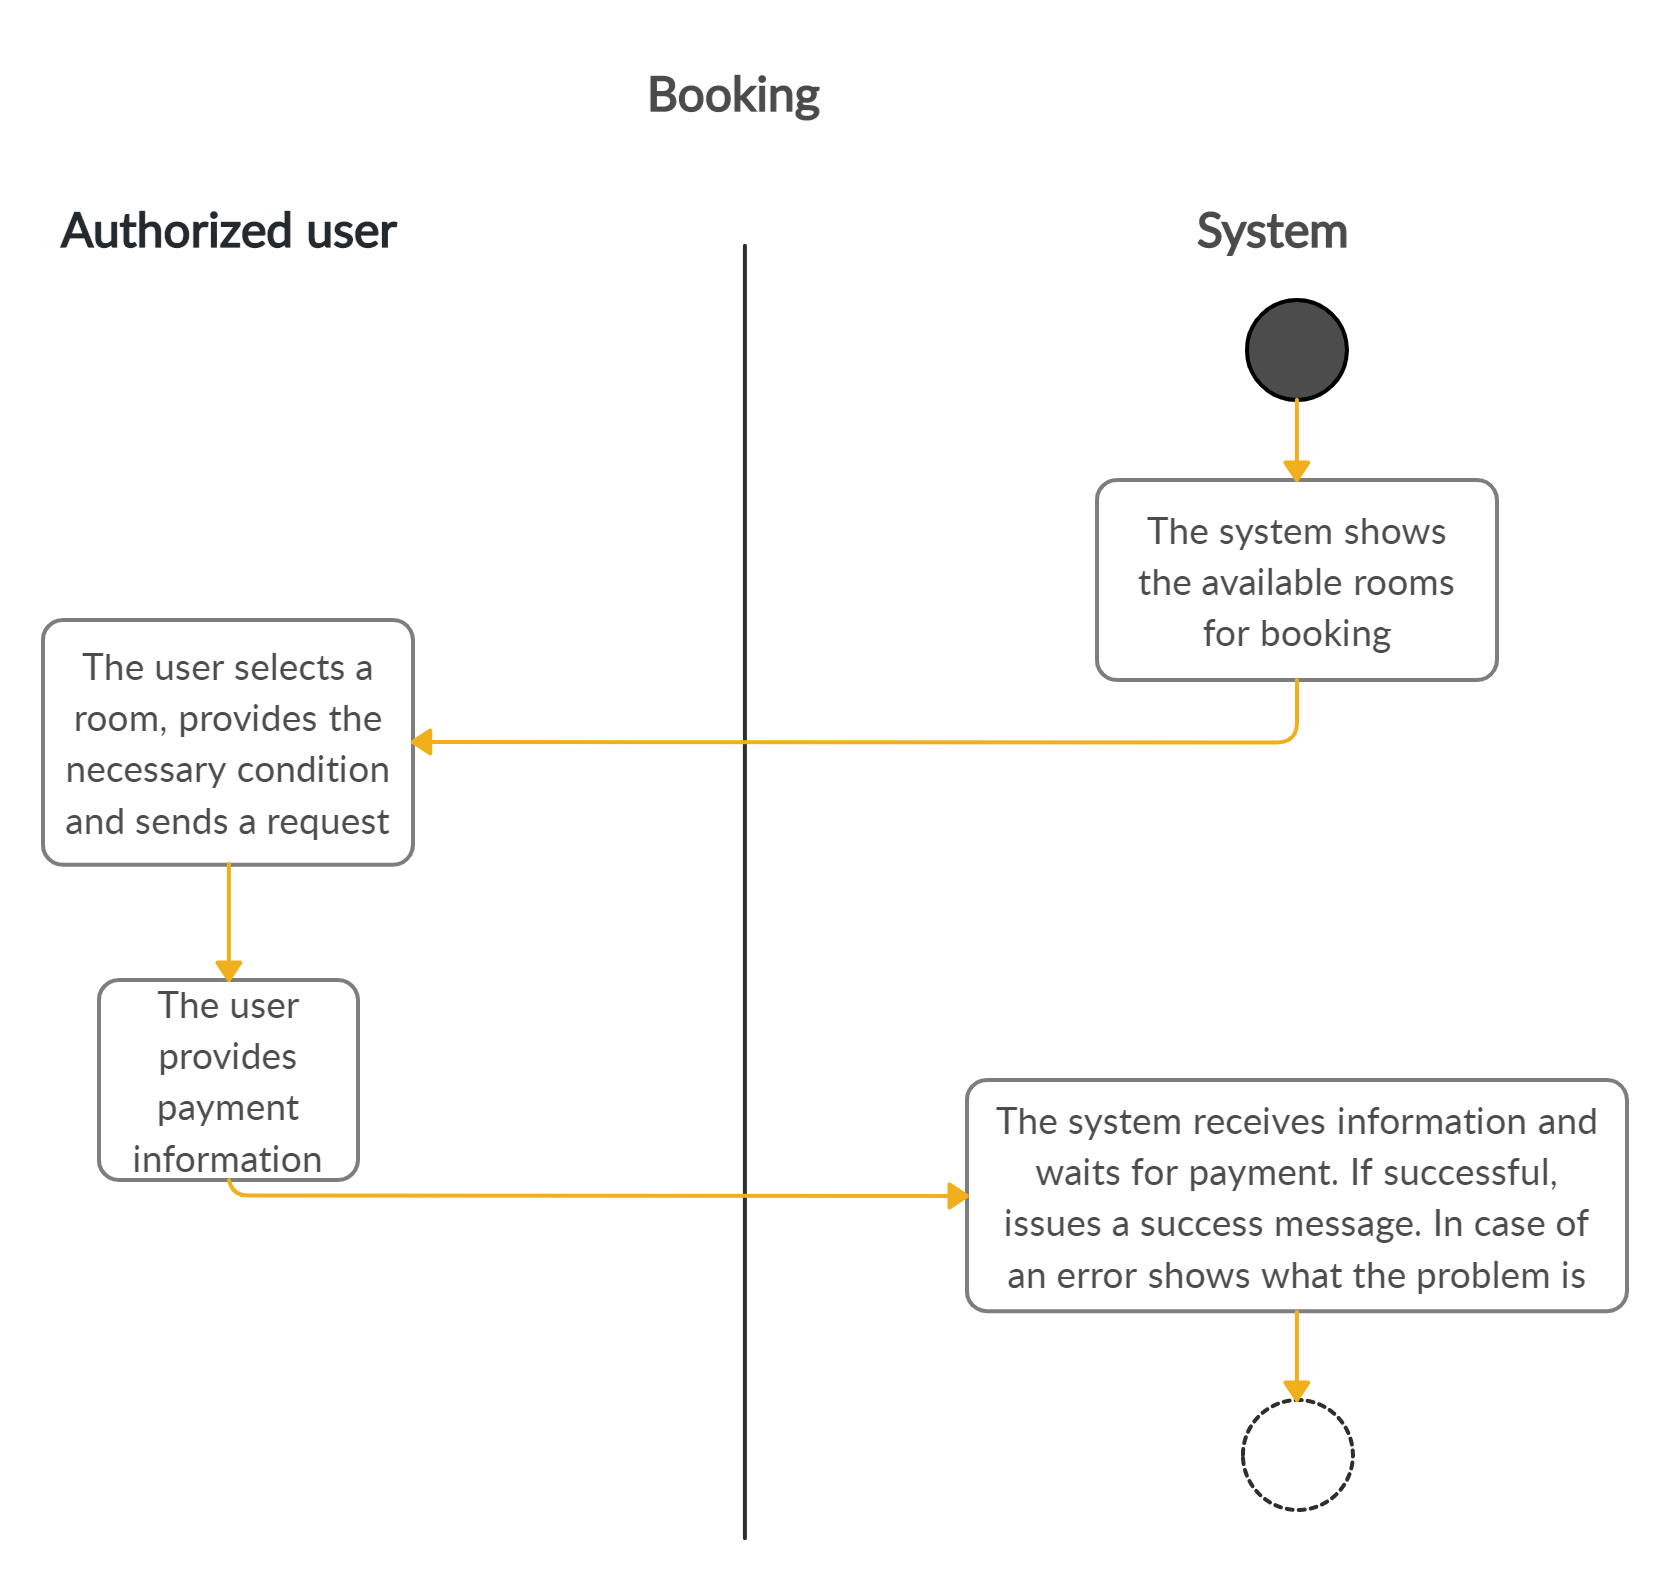 Booking
Authorized user
System
The system shows
the available rooms
for booking
The user selects a
room, provides the
necessary condition
and sends a request
The user
provides
payment
information
The system receives information and
waits for payment. If successful,
issues a success message. In case of
an error shows what the problem is